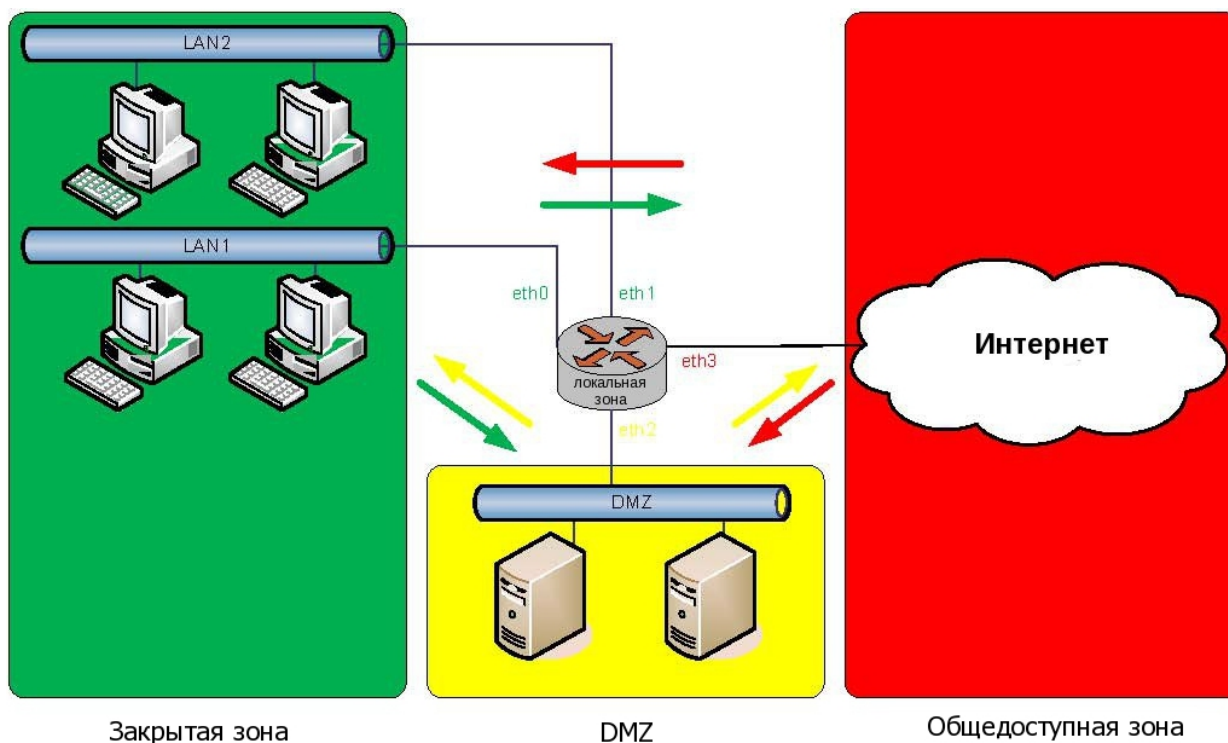 LAN2
LAN1
eth0
eth1
Интернет
eth3
локальная
зона
eth2
DMZ
Закрытая зона
DMZ
Общедоступная зона